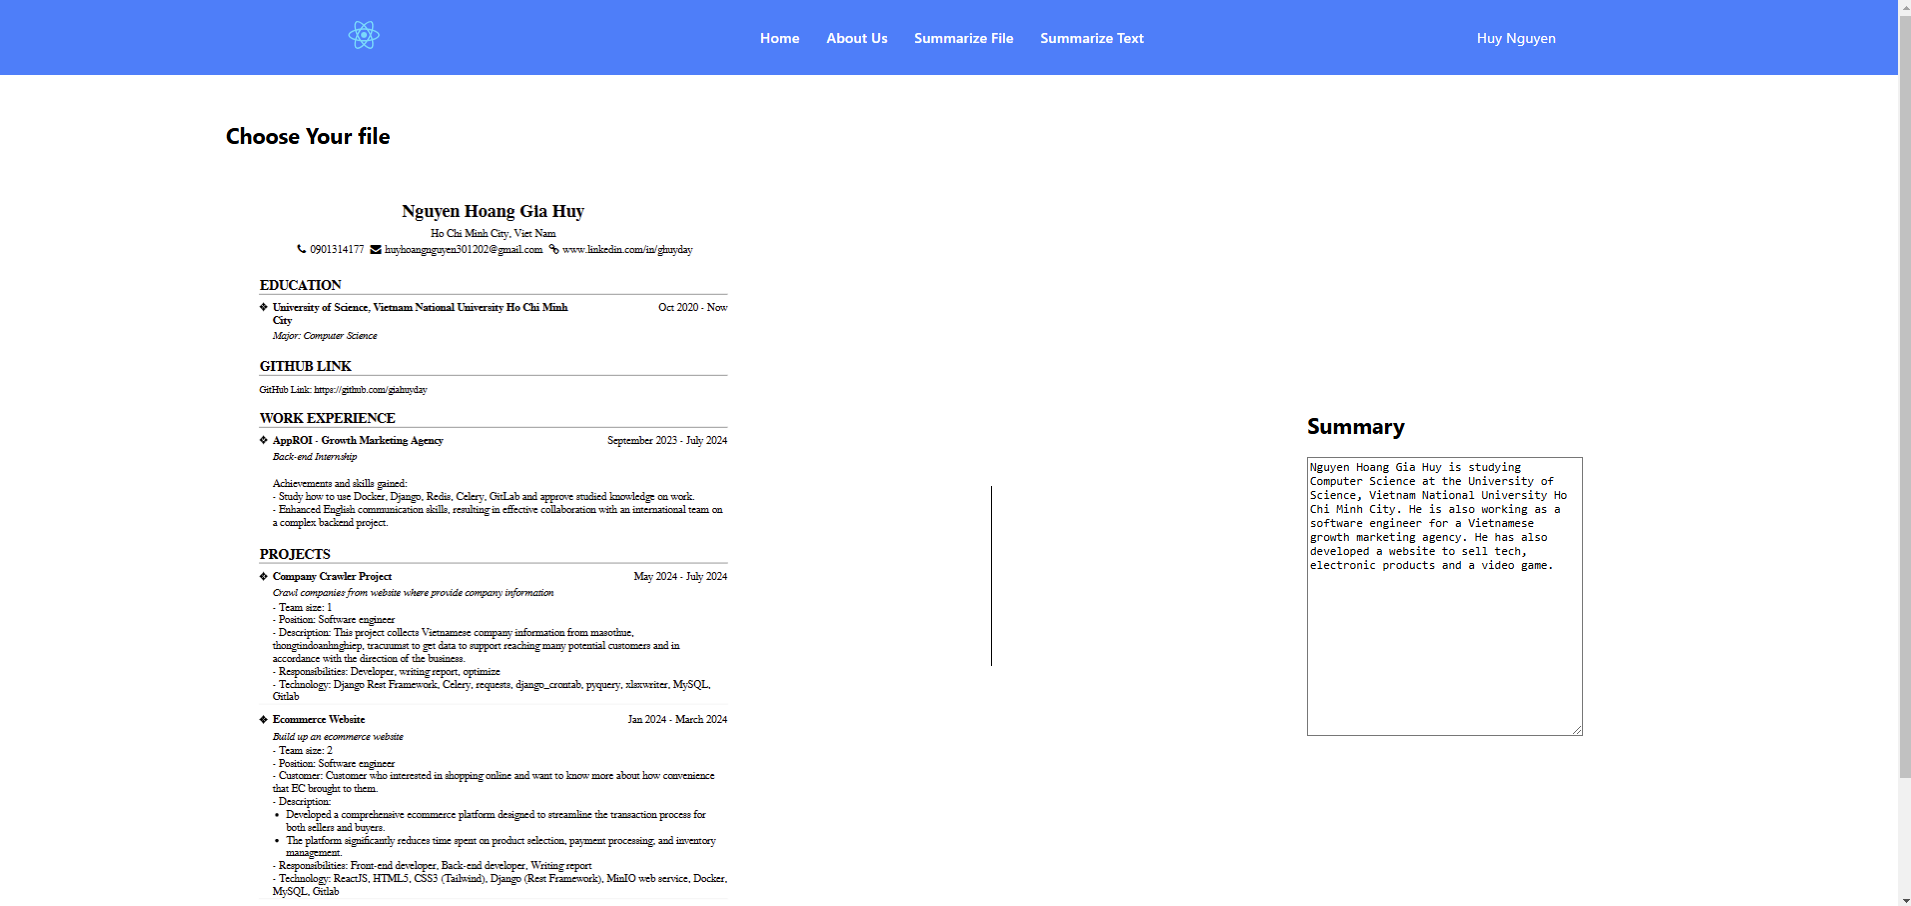 Home About Us Summarize File Summarize Text Huy Nguyen
Choose Your file
Nguyen Hoang Gia Huy
Ho Chi Minh City, Viet Nam
0901314177 huyhoangnguyen301202@gmail.com www.linkedin.com/in/ghuyday
EDUCATION
❖ University of Science, Vietnam National University Ho Chi Minh Oct 2020 - Now
City
Major: Computer Science
GITHUB LINK
GitHub Link: https://github.com/giahuyday
WORK EXPERIENCE
❖ AppROI - Growth Marketing Agency September 2023 - July 2024
Back-end Internship
Achievements and skills gained:
- Study how to use Docker, Django, Redis, Celery, GitLab and approve studied knowledge on work.
- Enhanced English communication skills, resulting in effective collaboration with an international team on
a complex backend project.
PROJECTS
❖ Company Crawler Project May 2024 - July 2024
Crawl companies from website where provide company information
- Team size: 1
- Position: Software engineer
- Description: This project collects Vietnamese company information from masothue,
thongtindoanhnghiep, tracuumst to get data to support reaching many potential customers and in
accordance with the direction of the business.
- Responsibilities: Developer, writing report, optimize
- Technology: Django Rest Framework, Celery, requests, django_crontab, pyquery, xlsxwriter, MySQL,
Gitlab
❖ Ecommerce Website Jan 2024 - March 2024
Build up an ecommerce website
- Team size: 2
- Position: Software engineer
- Customer: Customer who interested in shopping online and want to know more about how convenience
that EC brought to them.
- Description:
• Developed a comprehensive ecommerce platform designed to streamline the transaction process for
both sellers and buyers.
• The platform significantly reduces time spent on product selection, payment processing, and inventory
management.
- Responsibilities: Front-end developer, Back-end developer, Writing report
- Technology: ReactJS, HTML5, CSS3 (Tailwind), Django (Rest Framework), MinIO web service, Docker,
MySQL, Gitlab
Summary
Nguyen Hoang Gia Huy is studying
Computer Science at the University of
Science, Vietnam National University Ho
Chi Minh City. He is also working as a
software engineer for a Vietnamese
growth marketing agency. He has also
developed a website to sell tech,
electronic products and a video game.